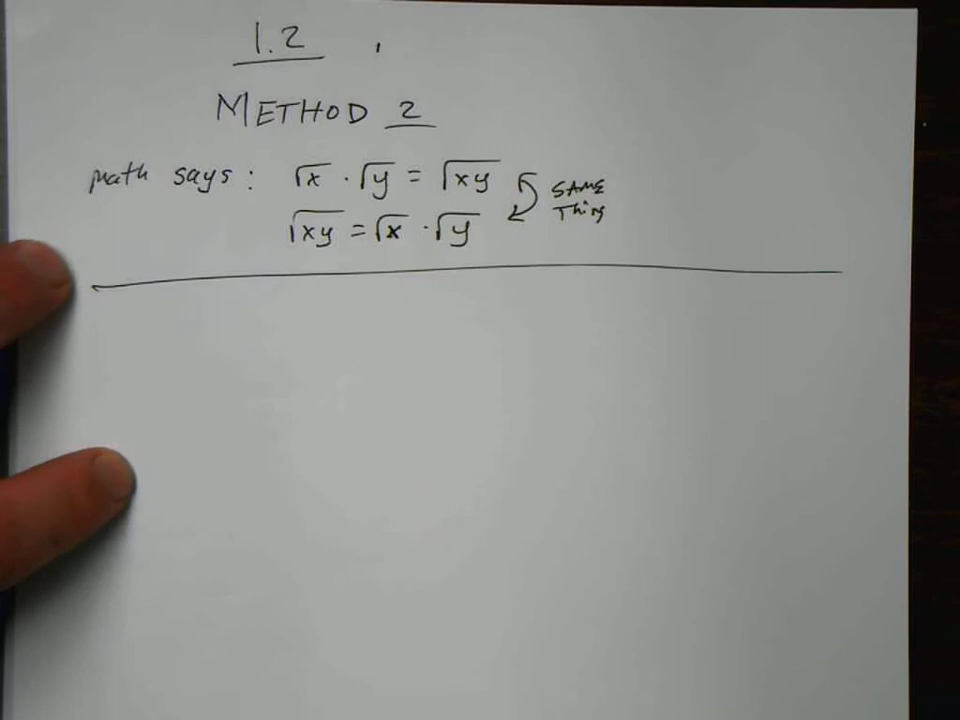 1.2
METHOD 2
math says: √x · √y = √xy
√xy = √x · √y
SAME
Thing